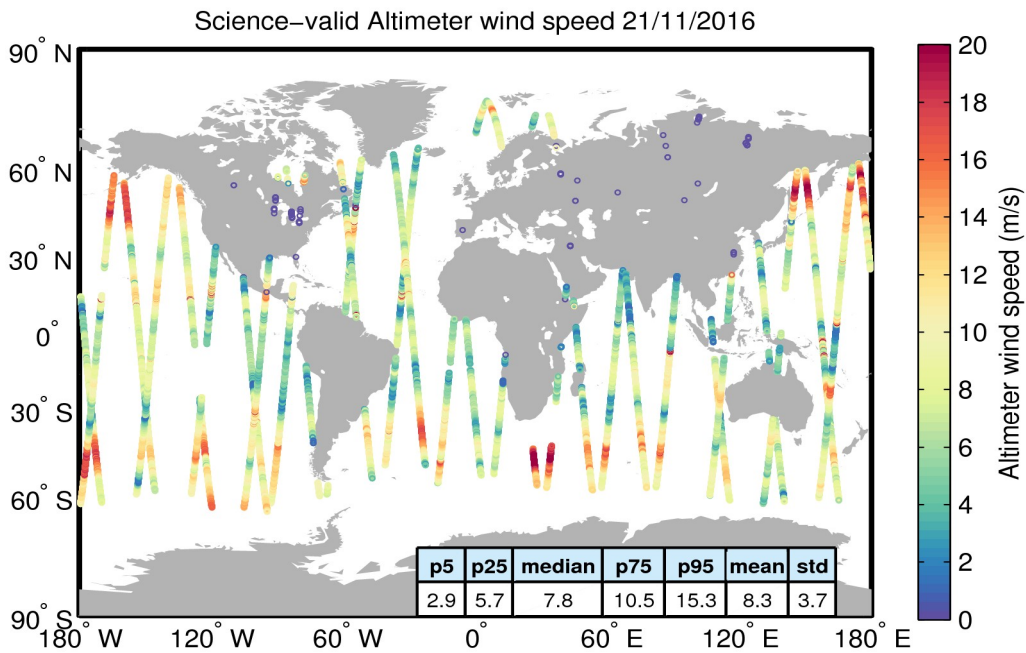 Science−valid Altimeter wind speed 21/11/2016
90° N
60° N
30° N
0°
30° S
60° S
90° S
180° W
120° W
60° W
0°
60° E
120° E
180° E
p5 p25 median p75 p95 mean std
2.9 5.7 7.8 10.5 15.3 8.3 3.7
20
18
16
14
12
10
8
6
4
2
0
Altimeter wind speed (m/s)